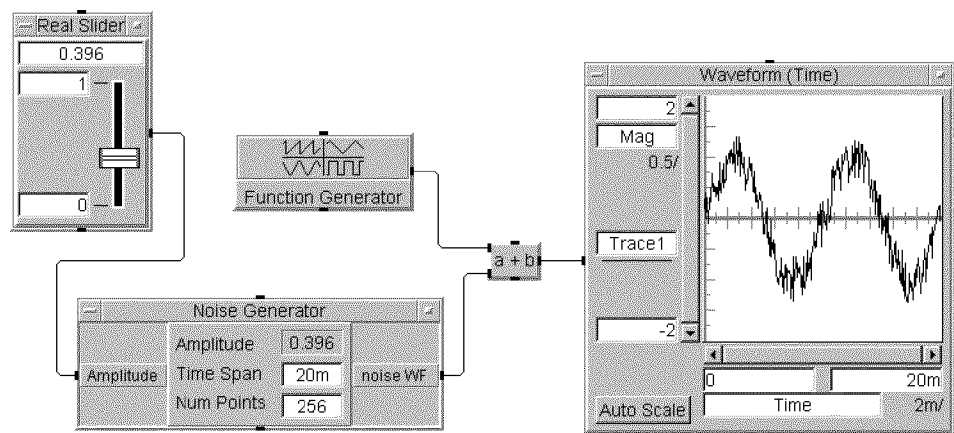 Real Slider
0.396
1
0
Function Generator
a + b
Noise Generator
Amplitude
Amplitude 0.396
Time Span 20m
Num Points 256
noise WF
Waveform (Time)
2
Mag
0.5/
Trace1
-2
0 20m
Auto Scale
Time 2m/